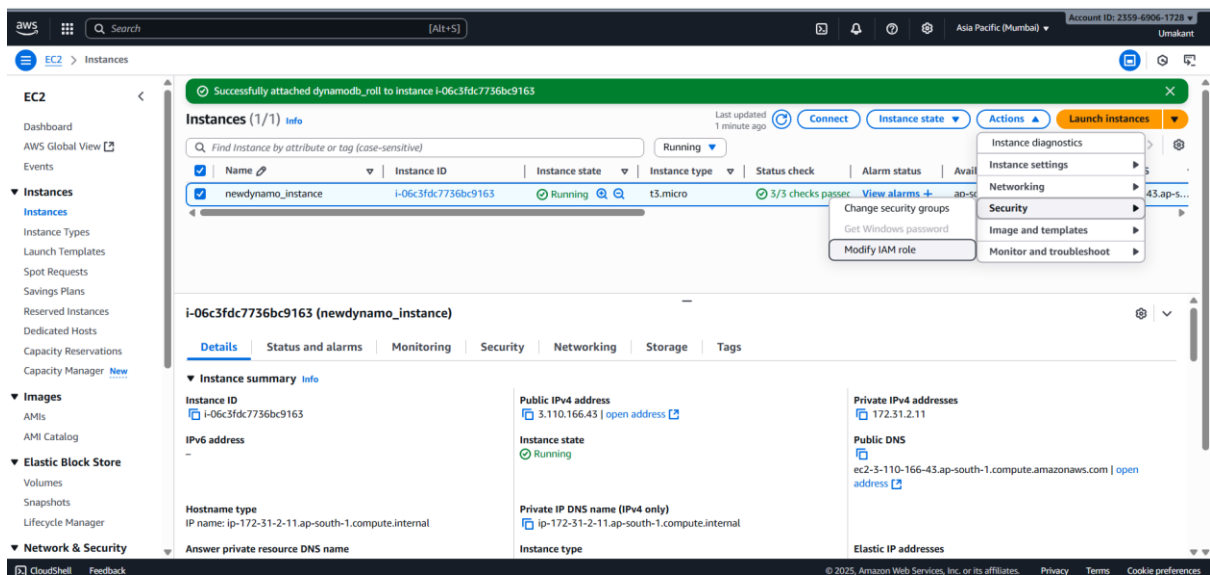 aws Search [Alt+S] Asia Pacific (Mumbai) Account ID: 2359-6906-1728
Umakant
EC2 > Instances
EC2
Dashboard
AWS Global View
Events
Instances
Instances
Instance Types
Launch Templates
Spot Requests
Savings Plans
Reserved Instances
Dedicated Hosts
Capacity Reservations
Capacity Manager New
Images
AMIs
AMI Catalog
Elastic Block Store
Volumes
Snapshots
Lifecycle Manager
Network & Security
Successfully attached dynamodb_roll to instance i-06c3fdc7736bc9163
Instances (1/1) Info Last updated 1 minute ago Connect Instance state Actions Launch instances
Find Instance by attribute or tag (case-sensitive) Running
Name Instance ID Instance state Instance type Status check Alarm status Avail
newdynamo_instance i-06c3fdc7736bc9163 Running t3.micro 3/3 checks passec View alarms + ap-sc 43.ap-s...
Instance diagnostics
Instance settings
Networking
Security
Image and templates
Monitor and troubleshoot
Change security groups
Get Windows password
Modify IAM role
i-06c3fdc7736bc9163 (newdynamo_instance)
Details Status and alarms Monitoring Security Networking Storage Tags
Instance summary Info
Instance ID
i-06c3fdc7736bc9163
Public IPv4 address
3.110.166.43 | open address
Private IPv4 addresses
172.31.2.11
IPv6 address
–
Instance state
Running
Public DNS
ec2-3-110-166-43.ap-south-1.compute.amazonaws.com | open
address
Hostname type
IP name: ip-172-31-2-11.ap-south-1.compute.internal
Private IP DNS name (IPv4 only)
ip-172-31-2-11.ap-south-1.compute.internal
Answer private resource DNS name
Instance type
Elastic IP addresses
CloudShell Feedback © 2025, Amazon Web Services, Inc. or its affiliates. Privacy Terms Cookie preferences